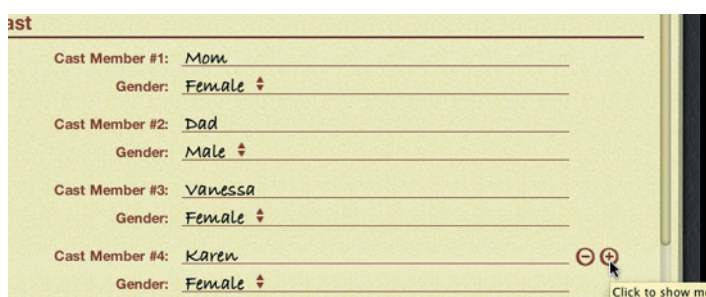 ast
Cast Member #1: Mom
Gender: Female
Cast Member #2: Dad
Gender: Male
Cast Member #3: Vanessa
Gender: Female
Cast Member #4: Karen
Gender: Female
Click to show m